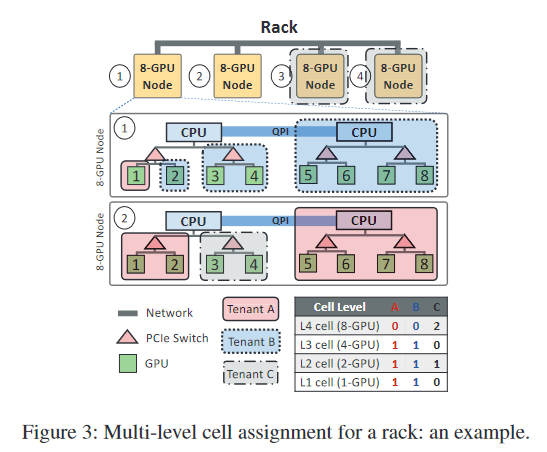 Rack
1 8-GPU Node 2 8-GPU Node 3 8-GPU Node 4 8-GPU Node
8-GPU Node
1
CPU QPI CPU
1 2 3 4 5 6 7 8
8-GPU Node
2
CPU QPI CPU
1 2 3 4 5 6 7 8
Network
PCIe Switch
GPU
Tenant A
Tenant B
Tenant C
Cell Level A B C
L4 cell (8-GPU) 0 0 2
L3 cell (4-GPU) 1 1 0
L2 cell (2-GPU) 1 1 1
L1 cell (1-GPU) 1 1 0
Figure 3: Multi-level cell assignment for a rack: an example.